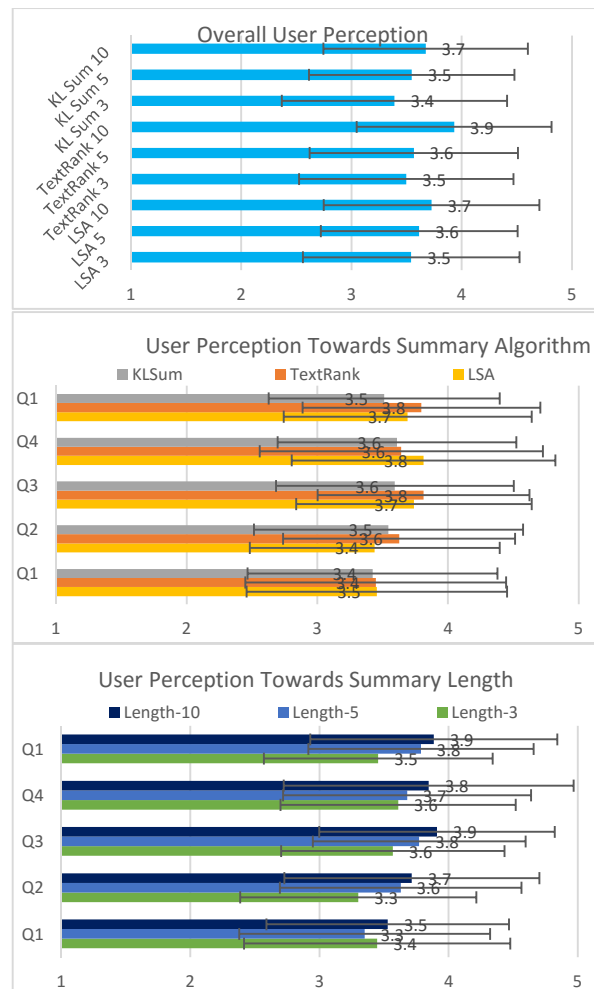 Overall User Perception
KL Sum 10
3.7
KL Sum 5
3.5
KL Sum 3
3.4
TextRank 10
3.9
TextRank 5
3.6
TextRank 3
3.5
LSA 10
3.7
LSA 5
3.6
LSA 3
3.5
1 2 3 4 5
User Perception Towards Summary Algorithm
KLSum TextRank LSA
Q1
3.5
3.8
3.7
Q4
3.6
3.6
3.8
Q3
3.6
3.8
3.7
Q2
3.5
3.6
3.4
Q1
3.4
3.4
3.5
1 2 3 4 5
User Perception Towards Summary Length
Length-10 Length-5 Length-3
Q1
3.9
3.8
3.5
Q4
3.8
3.7
3.6
Q3
3.9
3.8
3.6
Q2
3.7
3.6
3.3
Q1
3.5
3.3
3.4
1 2 3 4 5